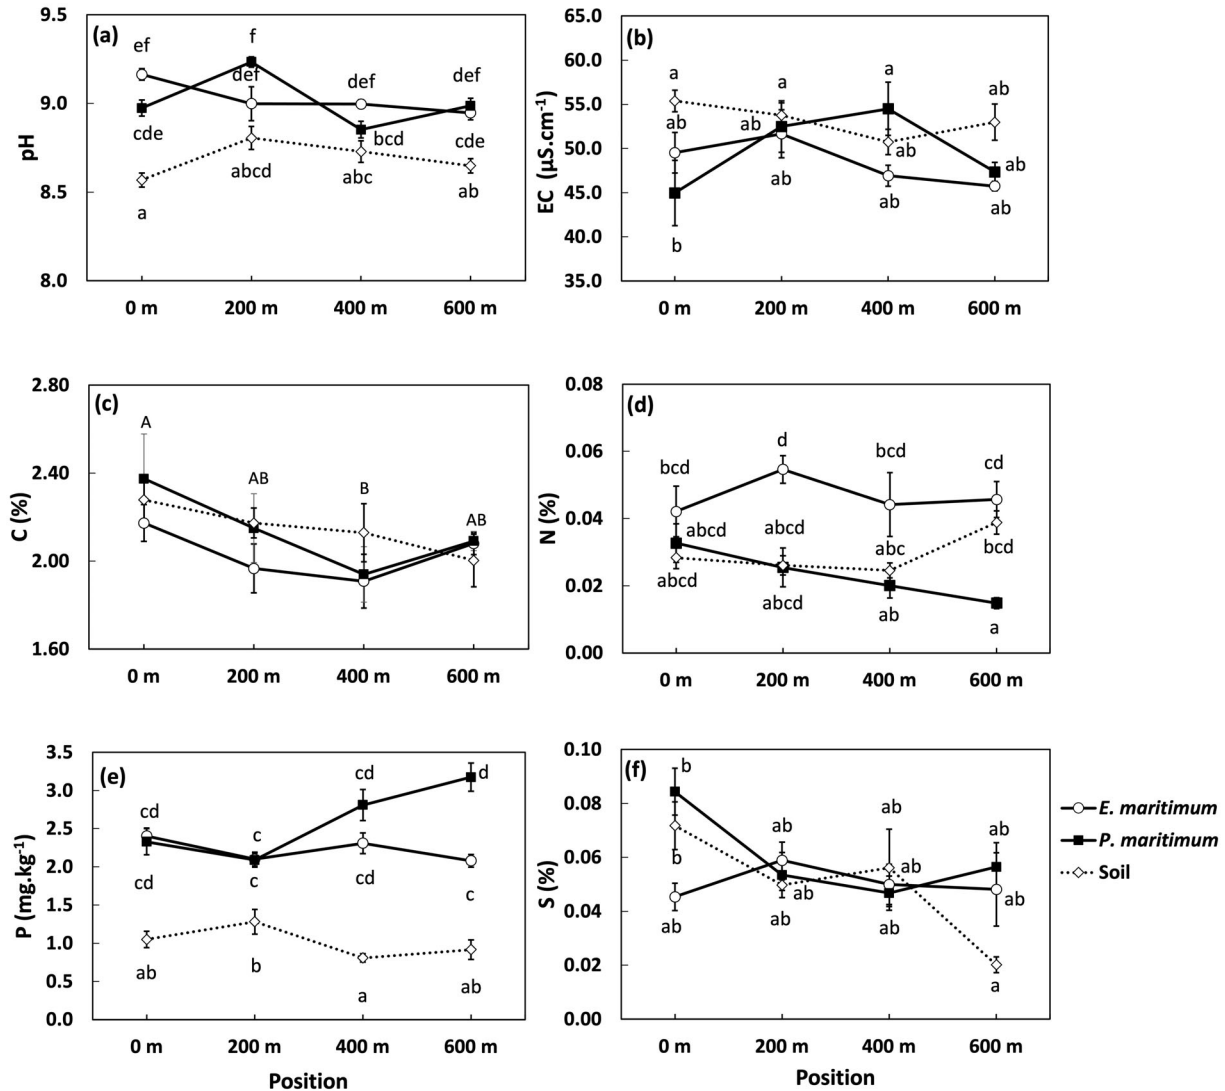 (a)
9.5
9.0
8.5
8.0
pH
ef
f
def
def
def
cde
bcd
cde
abcd
abc
ab
a
0 m
200 m
400 m
600 m
(b)
65.0
60.0
55.0
50.0
45.0
40.0
35.0
EC (µS.cm-1)
a
a
a
ab
ab
ab
ab
ab
ab
ab
ab
b
0 m
200 m
400 m
600 m
(c)
2.80
2.40
2.00
1.60
C (%)
A
AB
B
AB
0 m
200 m
400 m
600 m
(d)
0.08
0.06
0.04
0.02
0.00
N (%)
bcd
d
bcd
cd
abcd
abcd
abc
bcd
abcd
abcd
ab
a
0 m
200 m
400 m
600 m
(e)
3.5
3.0
2.5
2.0
1.5
1.0
0.5
0.0
P (mg.kg-1)
cd
c
cd
d
cd
c
cd
c
ab
b
a
ab
0 m
200 m
400 m
600 m
Position
(f)
0.10
0.08
0.06
0.04
0.02
0.00
S (%)
b
ab
ab
ab
b
ab
ab
ab
ab
ab
ab
a
0 m
200 m
400 m
600 m
Position
E. maritimum
P. maritimum
Soil